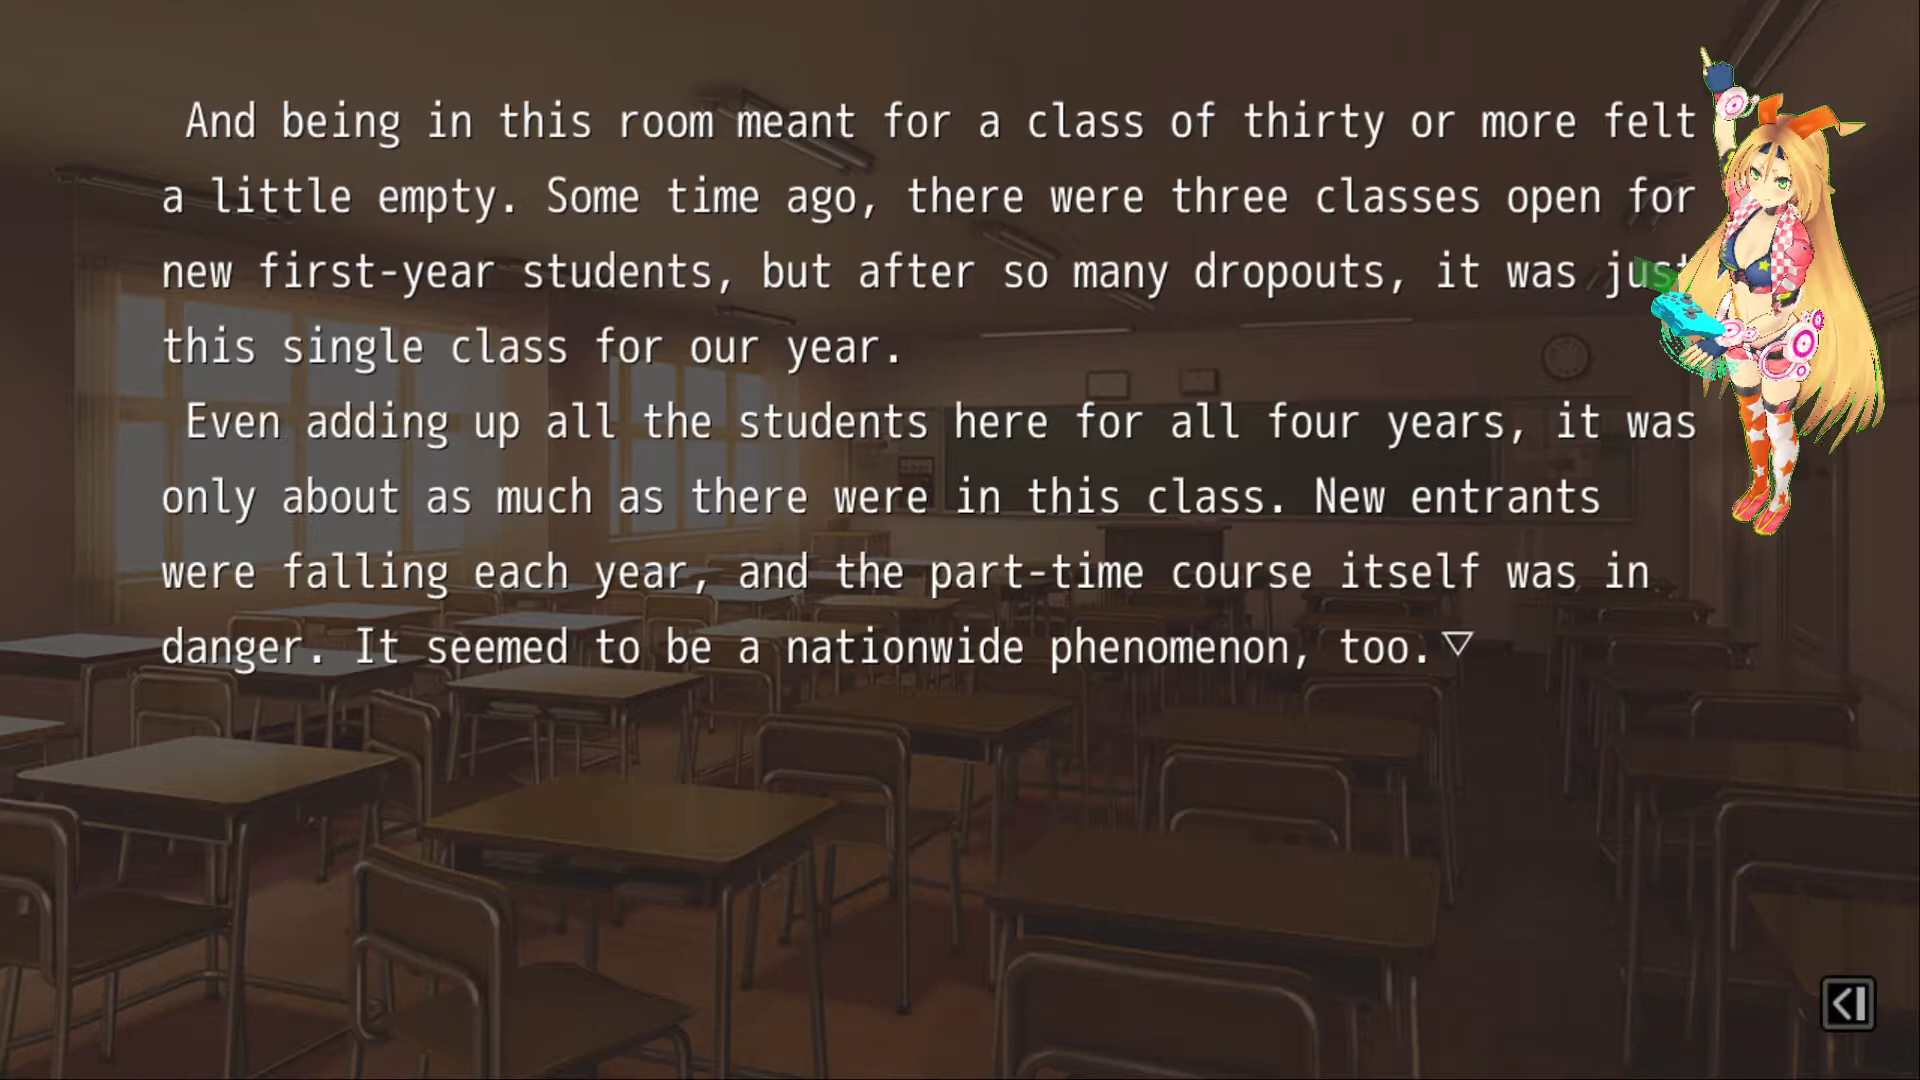 And being in this room meant for a class of thirty or more felt
a little empty. Some time ago, there were three classes open for
new first-year students, but after so many dropouts, it was just
this single class for our year.
Even adding up all the students here for all four years, it was
only about as much as there were in this class. New entrants
were falling each year, and the part-time course itself was in
danger. It seemed to be a nationwide phenomenon, too.